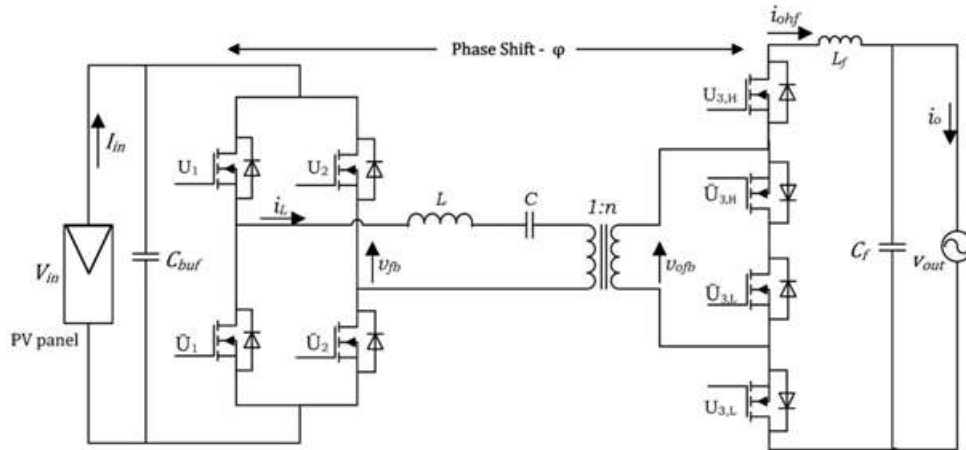 Phase Shift - φ
i_ohf
L_f
U_3,H
I_in
U_1
U_2
i_o
i_L
L
C
1:n
Ū_3,H
V_in
C_buf
v_fb
v_ofb
C_f
v_out
Ū_3,L
PV panel
Ū_1
Ū_2
U_3,L